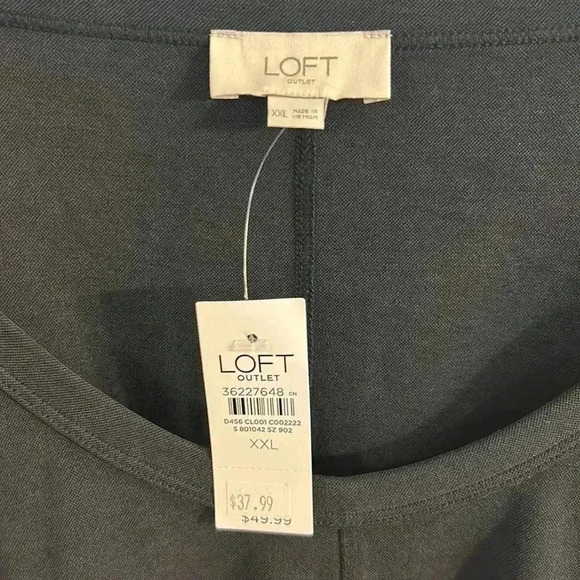 LOFT
OUTLET
XXL
MADE IN
VIETNAM
LOFT
OUTLET
36227648 CN
D456 CL001 C002222
S 801042 SZ 902
XXL
$37.99
$49.99